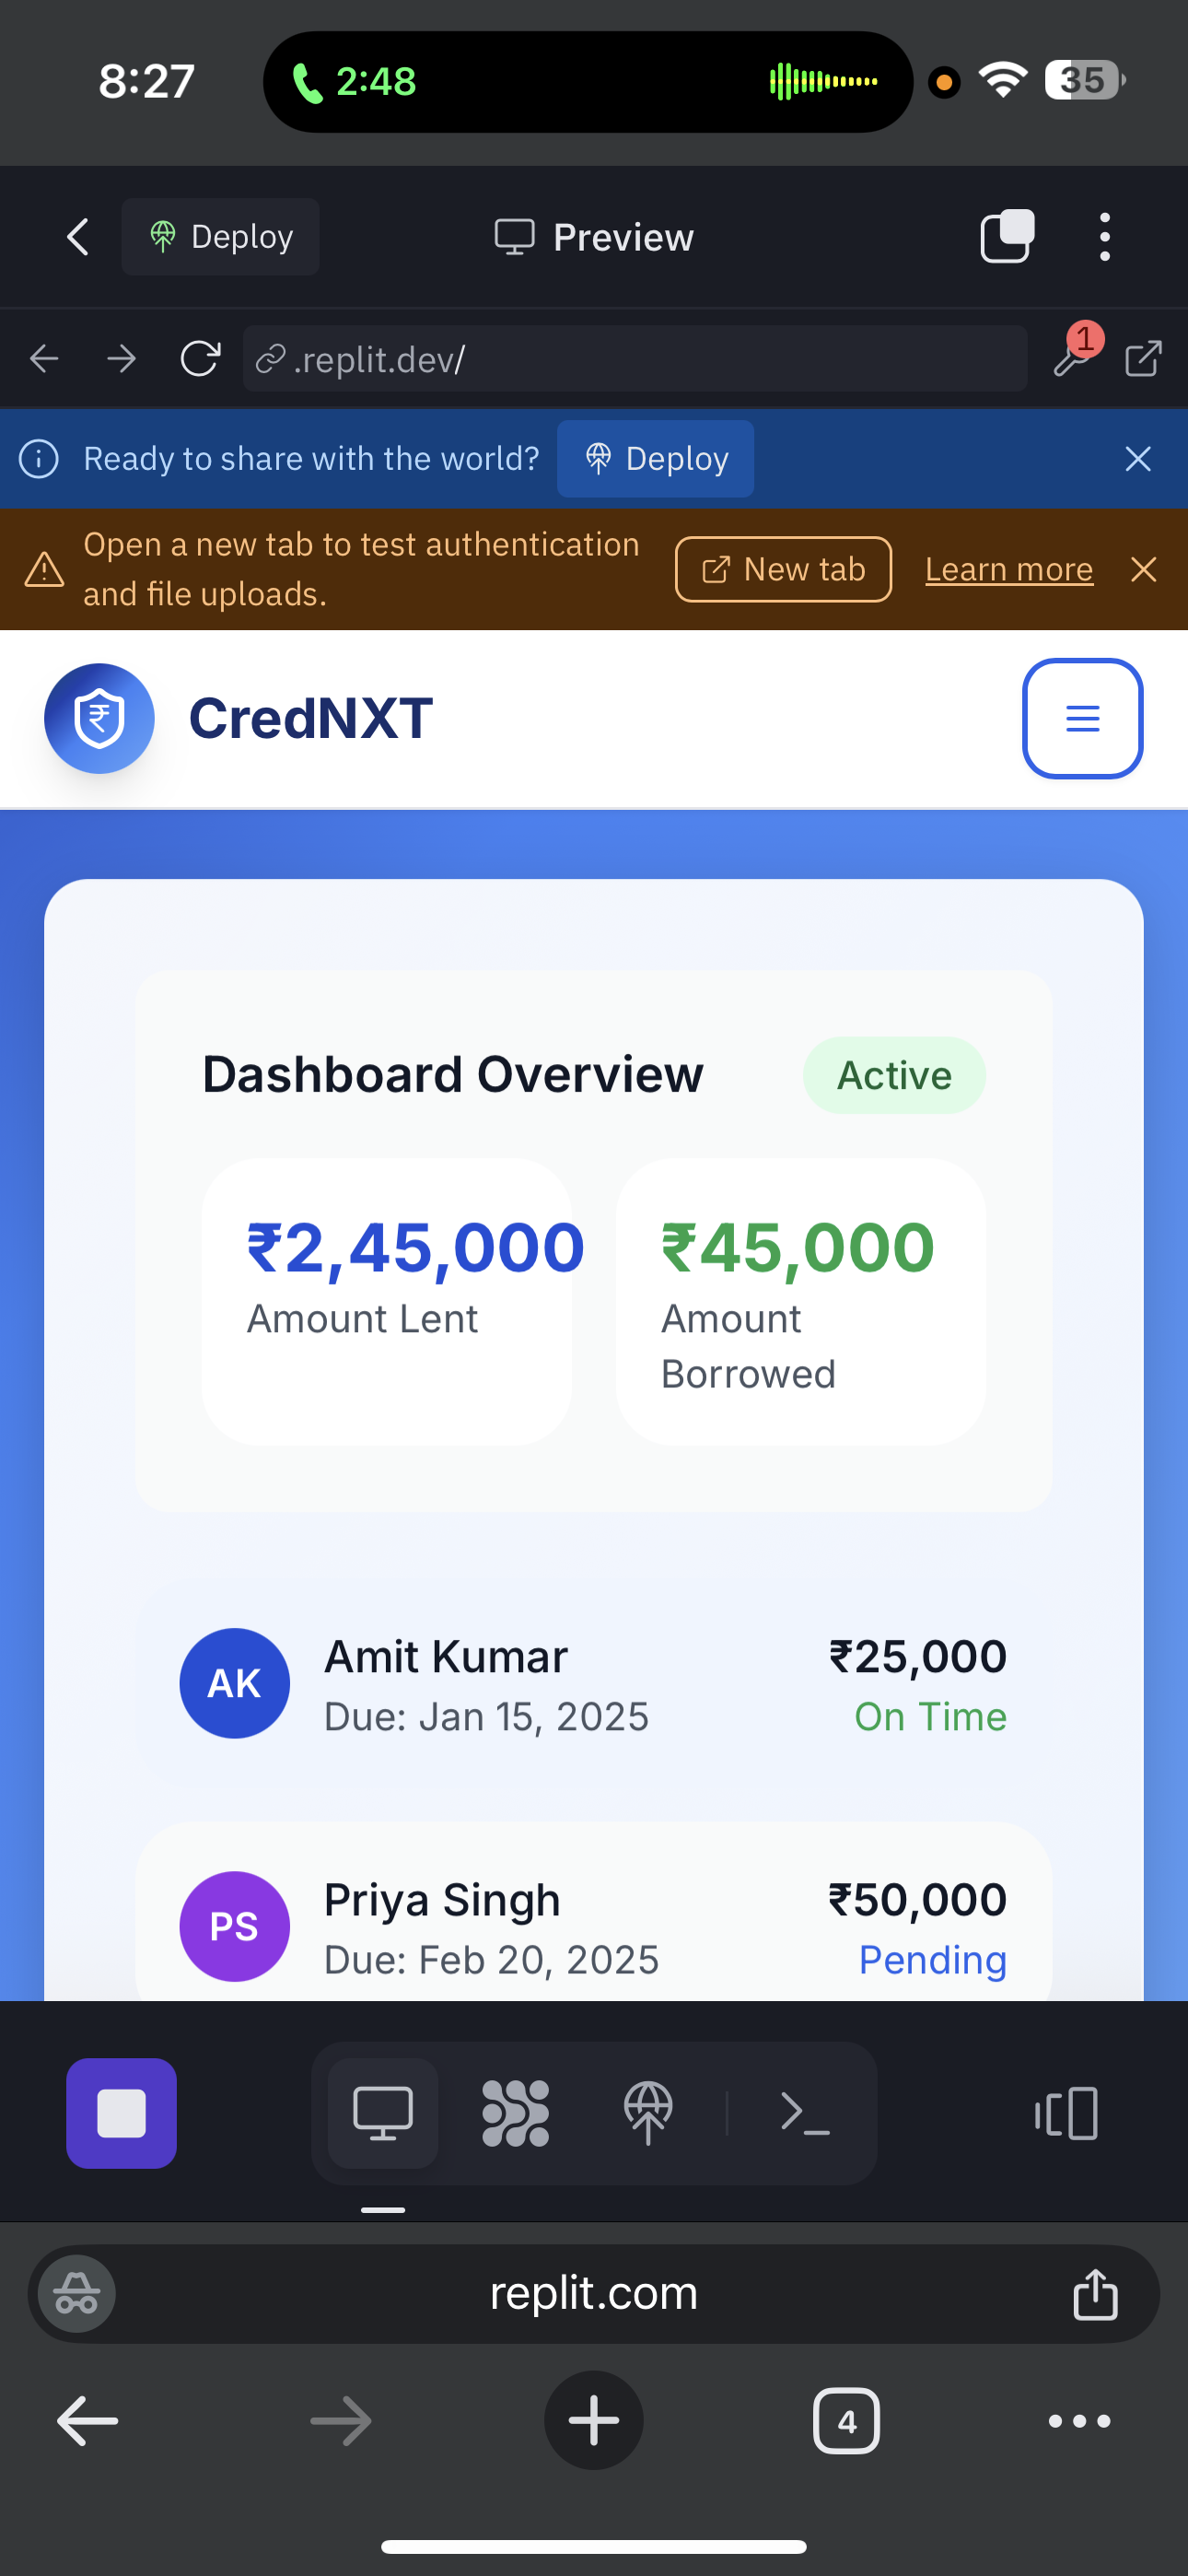 8:27
2:48
35
Deploy
Preview
.replit.dev/
1
Ready to share with the world?
Deploy
Open a new tab to test authentication
and file uploads.
New tab
Learn more
₹
CredNXT
Dashboard Overview
Active
₹2,45,000
₹45,000
Amount Lent
Amount
Borrowed
AK
Amit Kumar
₹25,000
Due: Jan 15, 2025
On Time
PS
Priya Singh
₹50,000
Due: Feb 20, 2025
Pending
replit.com
4